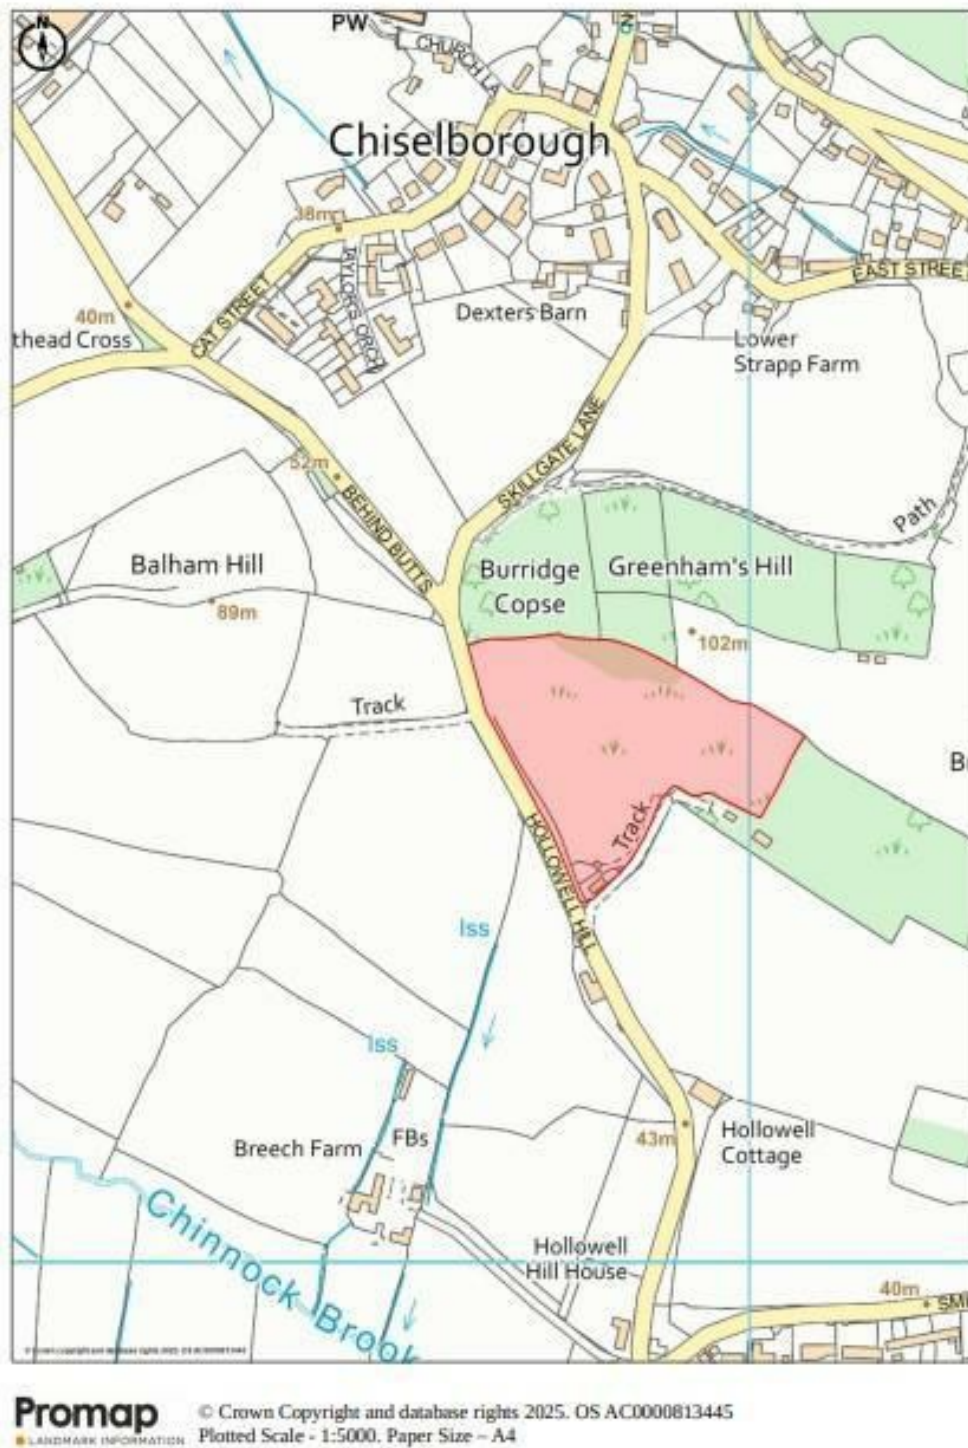 N
PW
CHURCH LA
Chiselborough
38m
TAYLORS ORCH
EAST STREET
40m
CAT STREET
Dexters Barn
thead Cross
Lower
Strapp Farm
SKILLGATE LANE
52m
BEHIND BUTTS
Path
Balham Hill
Burridge
Copse
Greenham's Hill
89m
102m
Track
B
Track
HOLLOWELL HILL
Iss
Iss
Breech Farm
FBs
43m
Hollowell
Cottage
Chinnock Brook
Hollowell
Hill House
40m
SM
Promap
LANDMARK INFORMATION
© Crown Copyright and database rights 2025. OS AC0000813445
Plotted Scale - 1:5000. Paper Size – A4